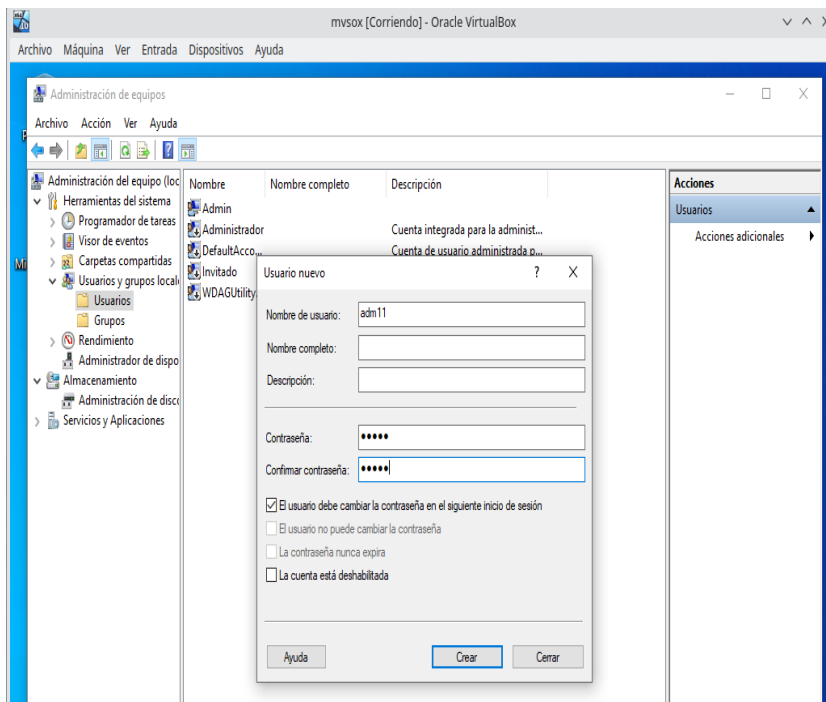 mvsox [Corriendo] - Oracle VirtualBox
Archivo Máquina Ver Entrada Dispositivos Ayuda
Administración de equipos
Archivo Acción Ver Ayuda
Administración del equipo (loc
Herramientas del sistema
Programador de tareas
Visor de eventos
Carpetas compartidas
Usuarios y grupos local
Usuarios
Grupos
Rendimiento
Administrador de dispo
Almacenamiento
Administración de disco
Servicios y Aplicaciones
Nombre Nombre completo Descripción
Admin
Administrador Cuenta integrada para la administ...
DefaultAcco... Cuenta de usuario administrada p...
Invitado
WDAGUtility
Acciones
Usuarios
Acciones adicionales
Usuario nuevo ? X
Nombre de usuario: adm11
Nombre completo:
Descripción:
Contraseña: •••••
Confirmar contraseña: •••••
El usuario debe cambiar la contraseña en el siguiente inicio de sesión
El usuario no puede cambiar la contraseña
La contraseña nunca expira
La cuenta está deshabilitada
Ayuda Crear Cerrar